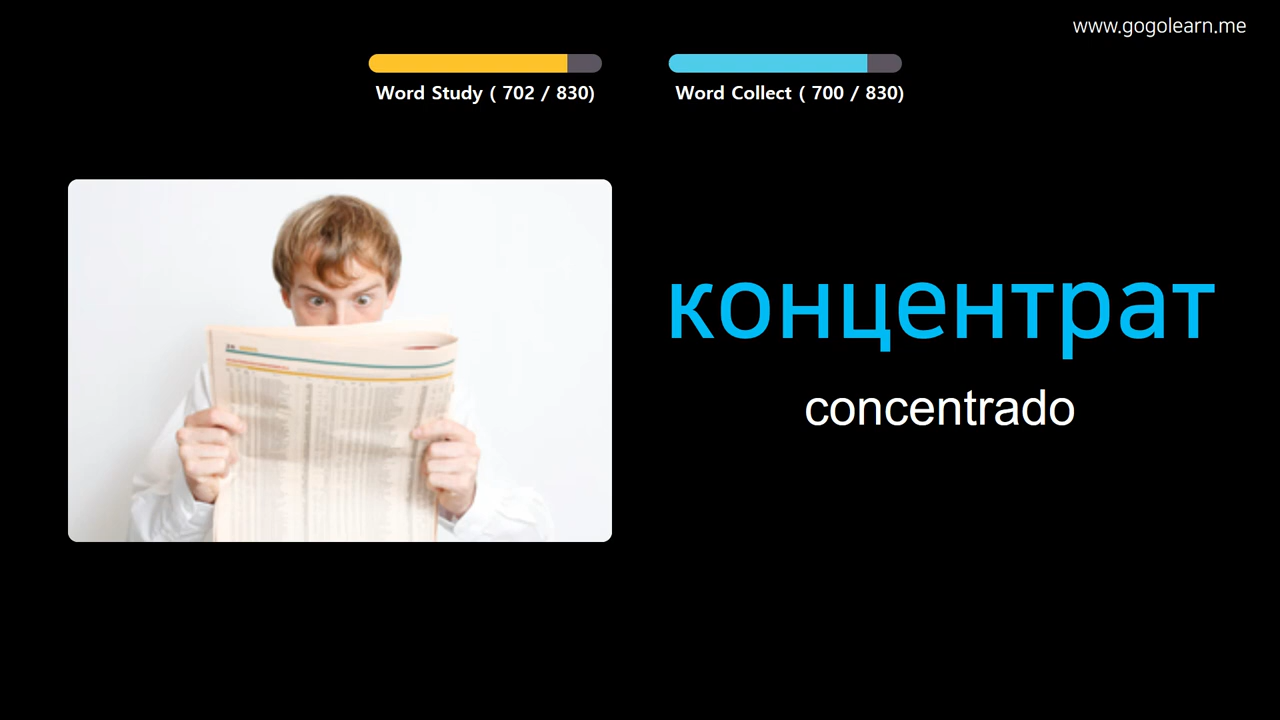 www.gogolearn.me
Word Study ( 702 / 830)
Word Collect ( 700 / 830)
концентрат
concentrado